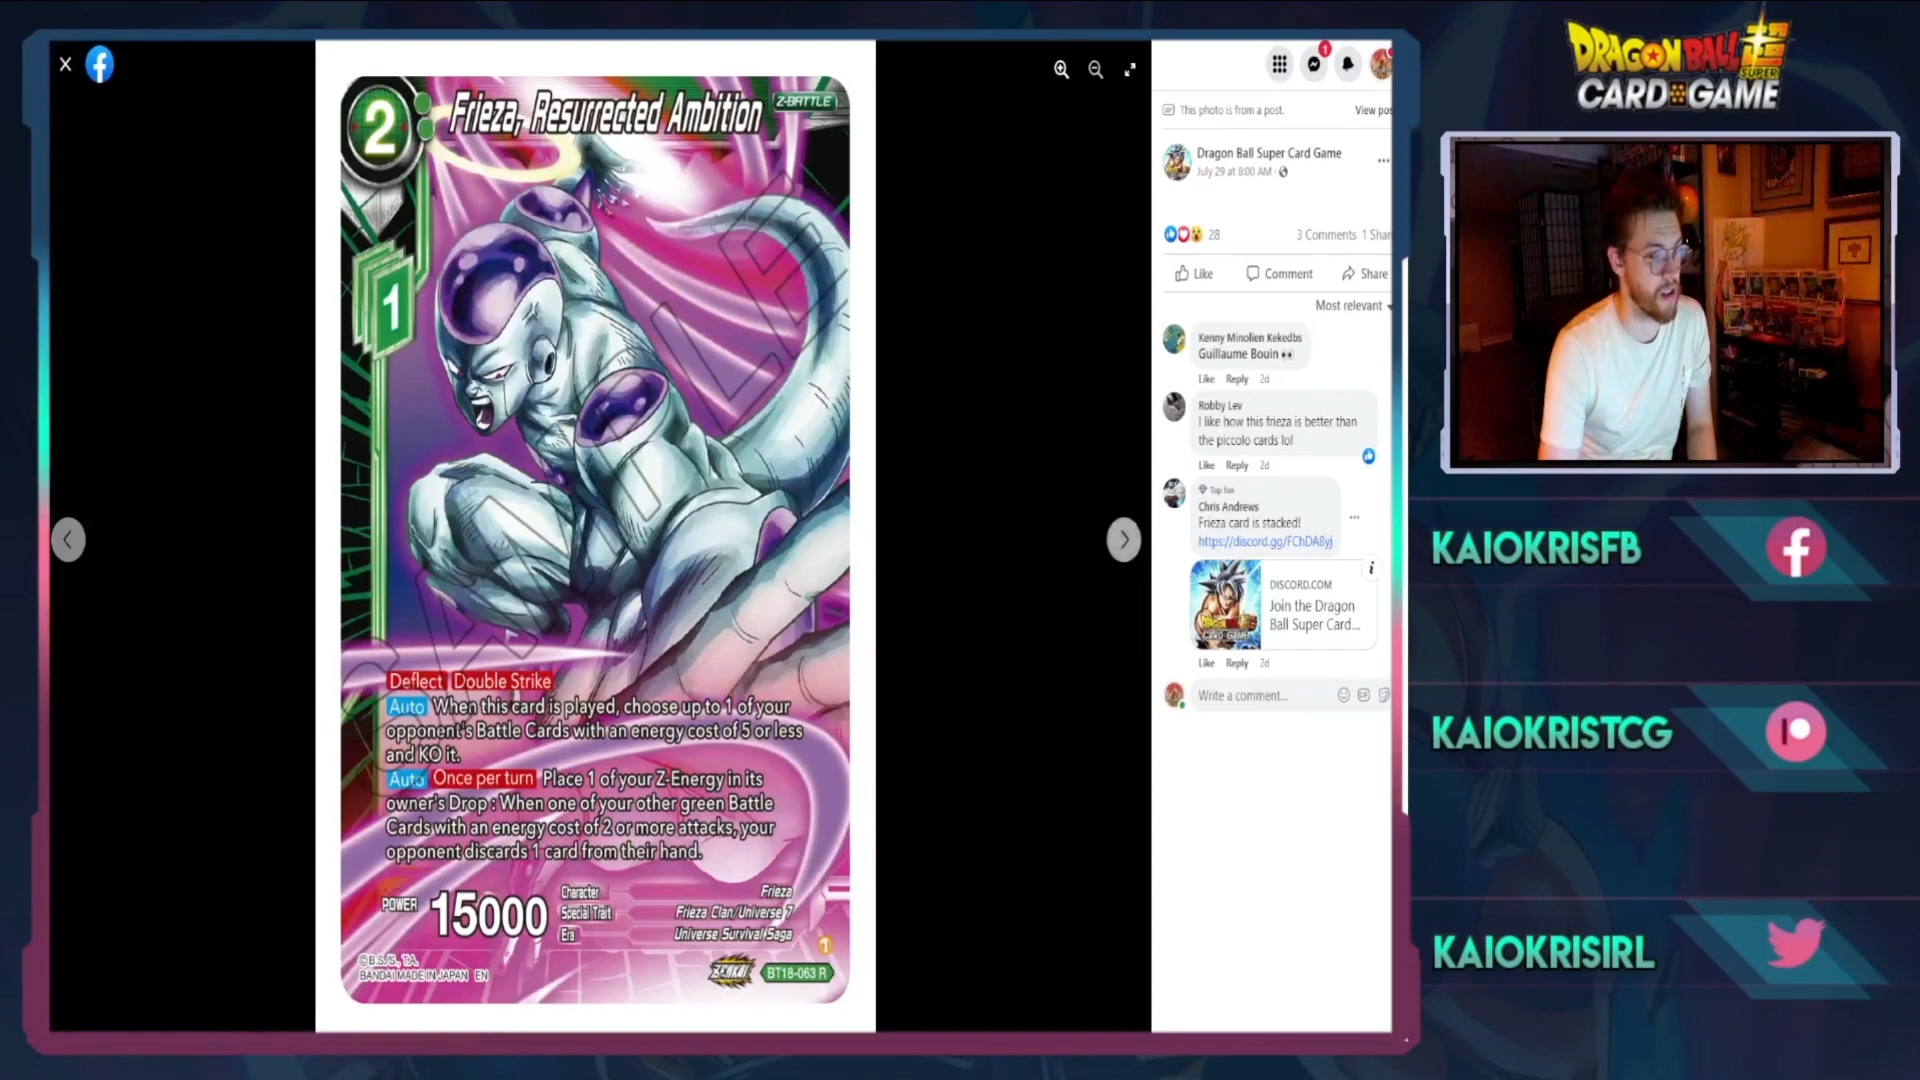 2
Frieza, Resurrected Ambition
Z-BATTLE
1
SAMPLE
Deflect Double Strike
Auto When this card is played, choose up to 1 of your
opponent's Battle Cards with an energy cost of 5 or less
and KO it.
Auto Once per turn Place 1 of your Z-Energy in its
owner's Drop : When one of your other green Battle
Cards with an energy cost of 2 or more attacks, your
opponent discards 1 card from their hand.
POWER 15000
Character Frieza
Special Trait Frieza Clan/Universe 7
Era Universe Survival Saga
1
©B.S./S., T.A.
BANDAI MADE IN JAPAN EN
ZENKAI
BT18-063 R
1
This photo is from a post. View pos
Dragon Ball Super Card Game
July 29 at 8:00 AM ·
28 3 Comments 1 Shar
Like Comment Share
Most relevant
Kenny Minolien Kekedbs
Guillaume Bouin 👀
Like Reply 2d
Robby Lev
I like how this frieza is better than
the piccolo cards lol
Like Reply 2d
Top fan
Chris Andrews
Frieza card is stacked!
https://discord.gg/FChDA8yj
DRAGON BALL
CARD GAME
DISCORD.COM
Join the Dragon
Ball Super Card...
Like Reply 2d
Write a comment...
DRAGON BALL
SUPER
CARD GAME
KAIOKRISFB
KAIOKRISTCG
KAIOKRISIRL